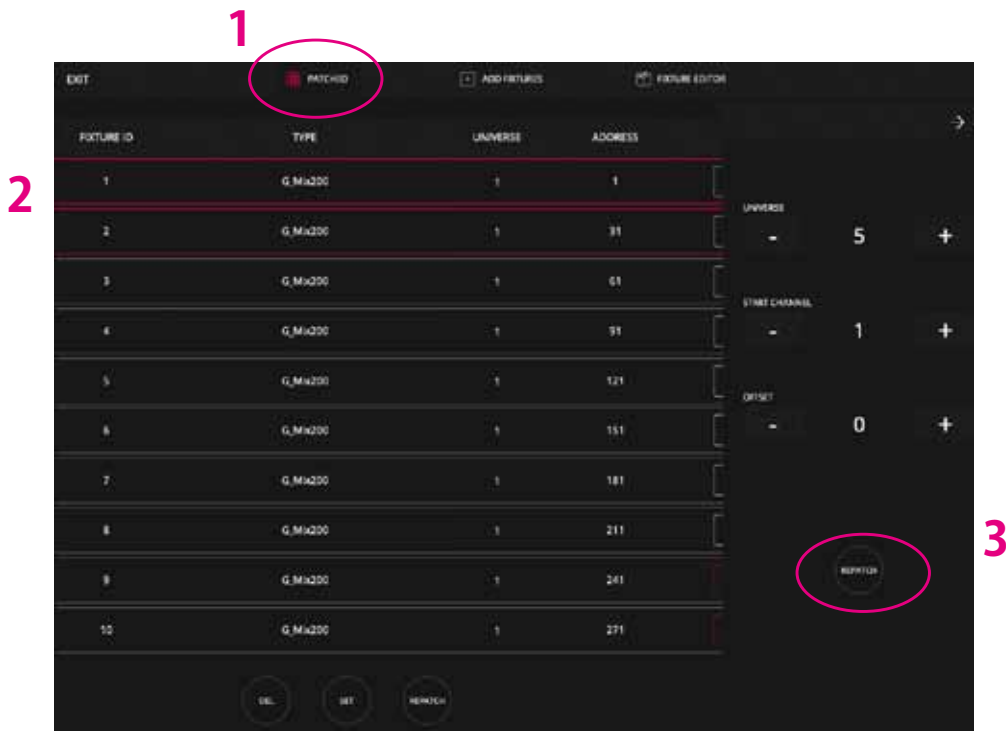 1
EXIT PATCHED ADD FIXTURES FIXTURE EDITOR
FIXTURE ID TYPE UNIVERSE ADDRESS
2
1 G_Mix200 1 1
2 G_Mix200 1 31
3 G_Mix200 1 61
4 G_Mix200 1 91
5 G_Mix200 1 121
6 G_Mix200 1 151
7 G_Mix200 1 181
8 G_Mix200 1 211
9 G_Mix200 1 241
10 G_Mix200 1 271
DEL SET REPATCH
UNIVERSE
- 5 +
START CHANNEL
- 1 +
OFFSET
- 0 +
3
REPATCH